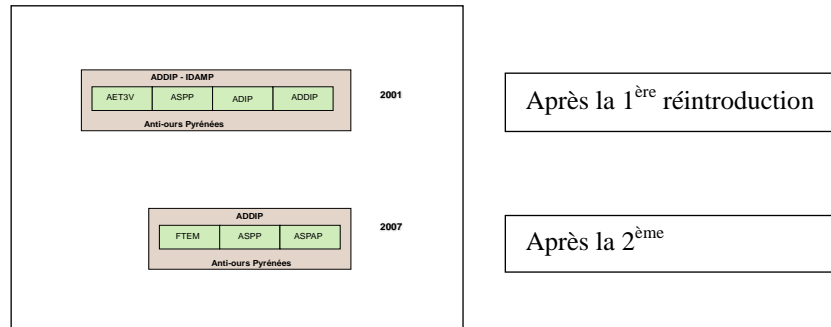 ADDIP - IDAMP
AET3V ASPP ADIP ADDIP
Anti-ours Pyrénées
2001
Après la 1ère réintroduction
ADDIP
FTEM ASPP ASPAP
Anti-ours Pyrénées
2007
Après la 2ème